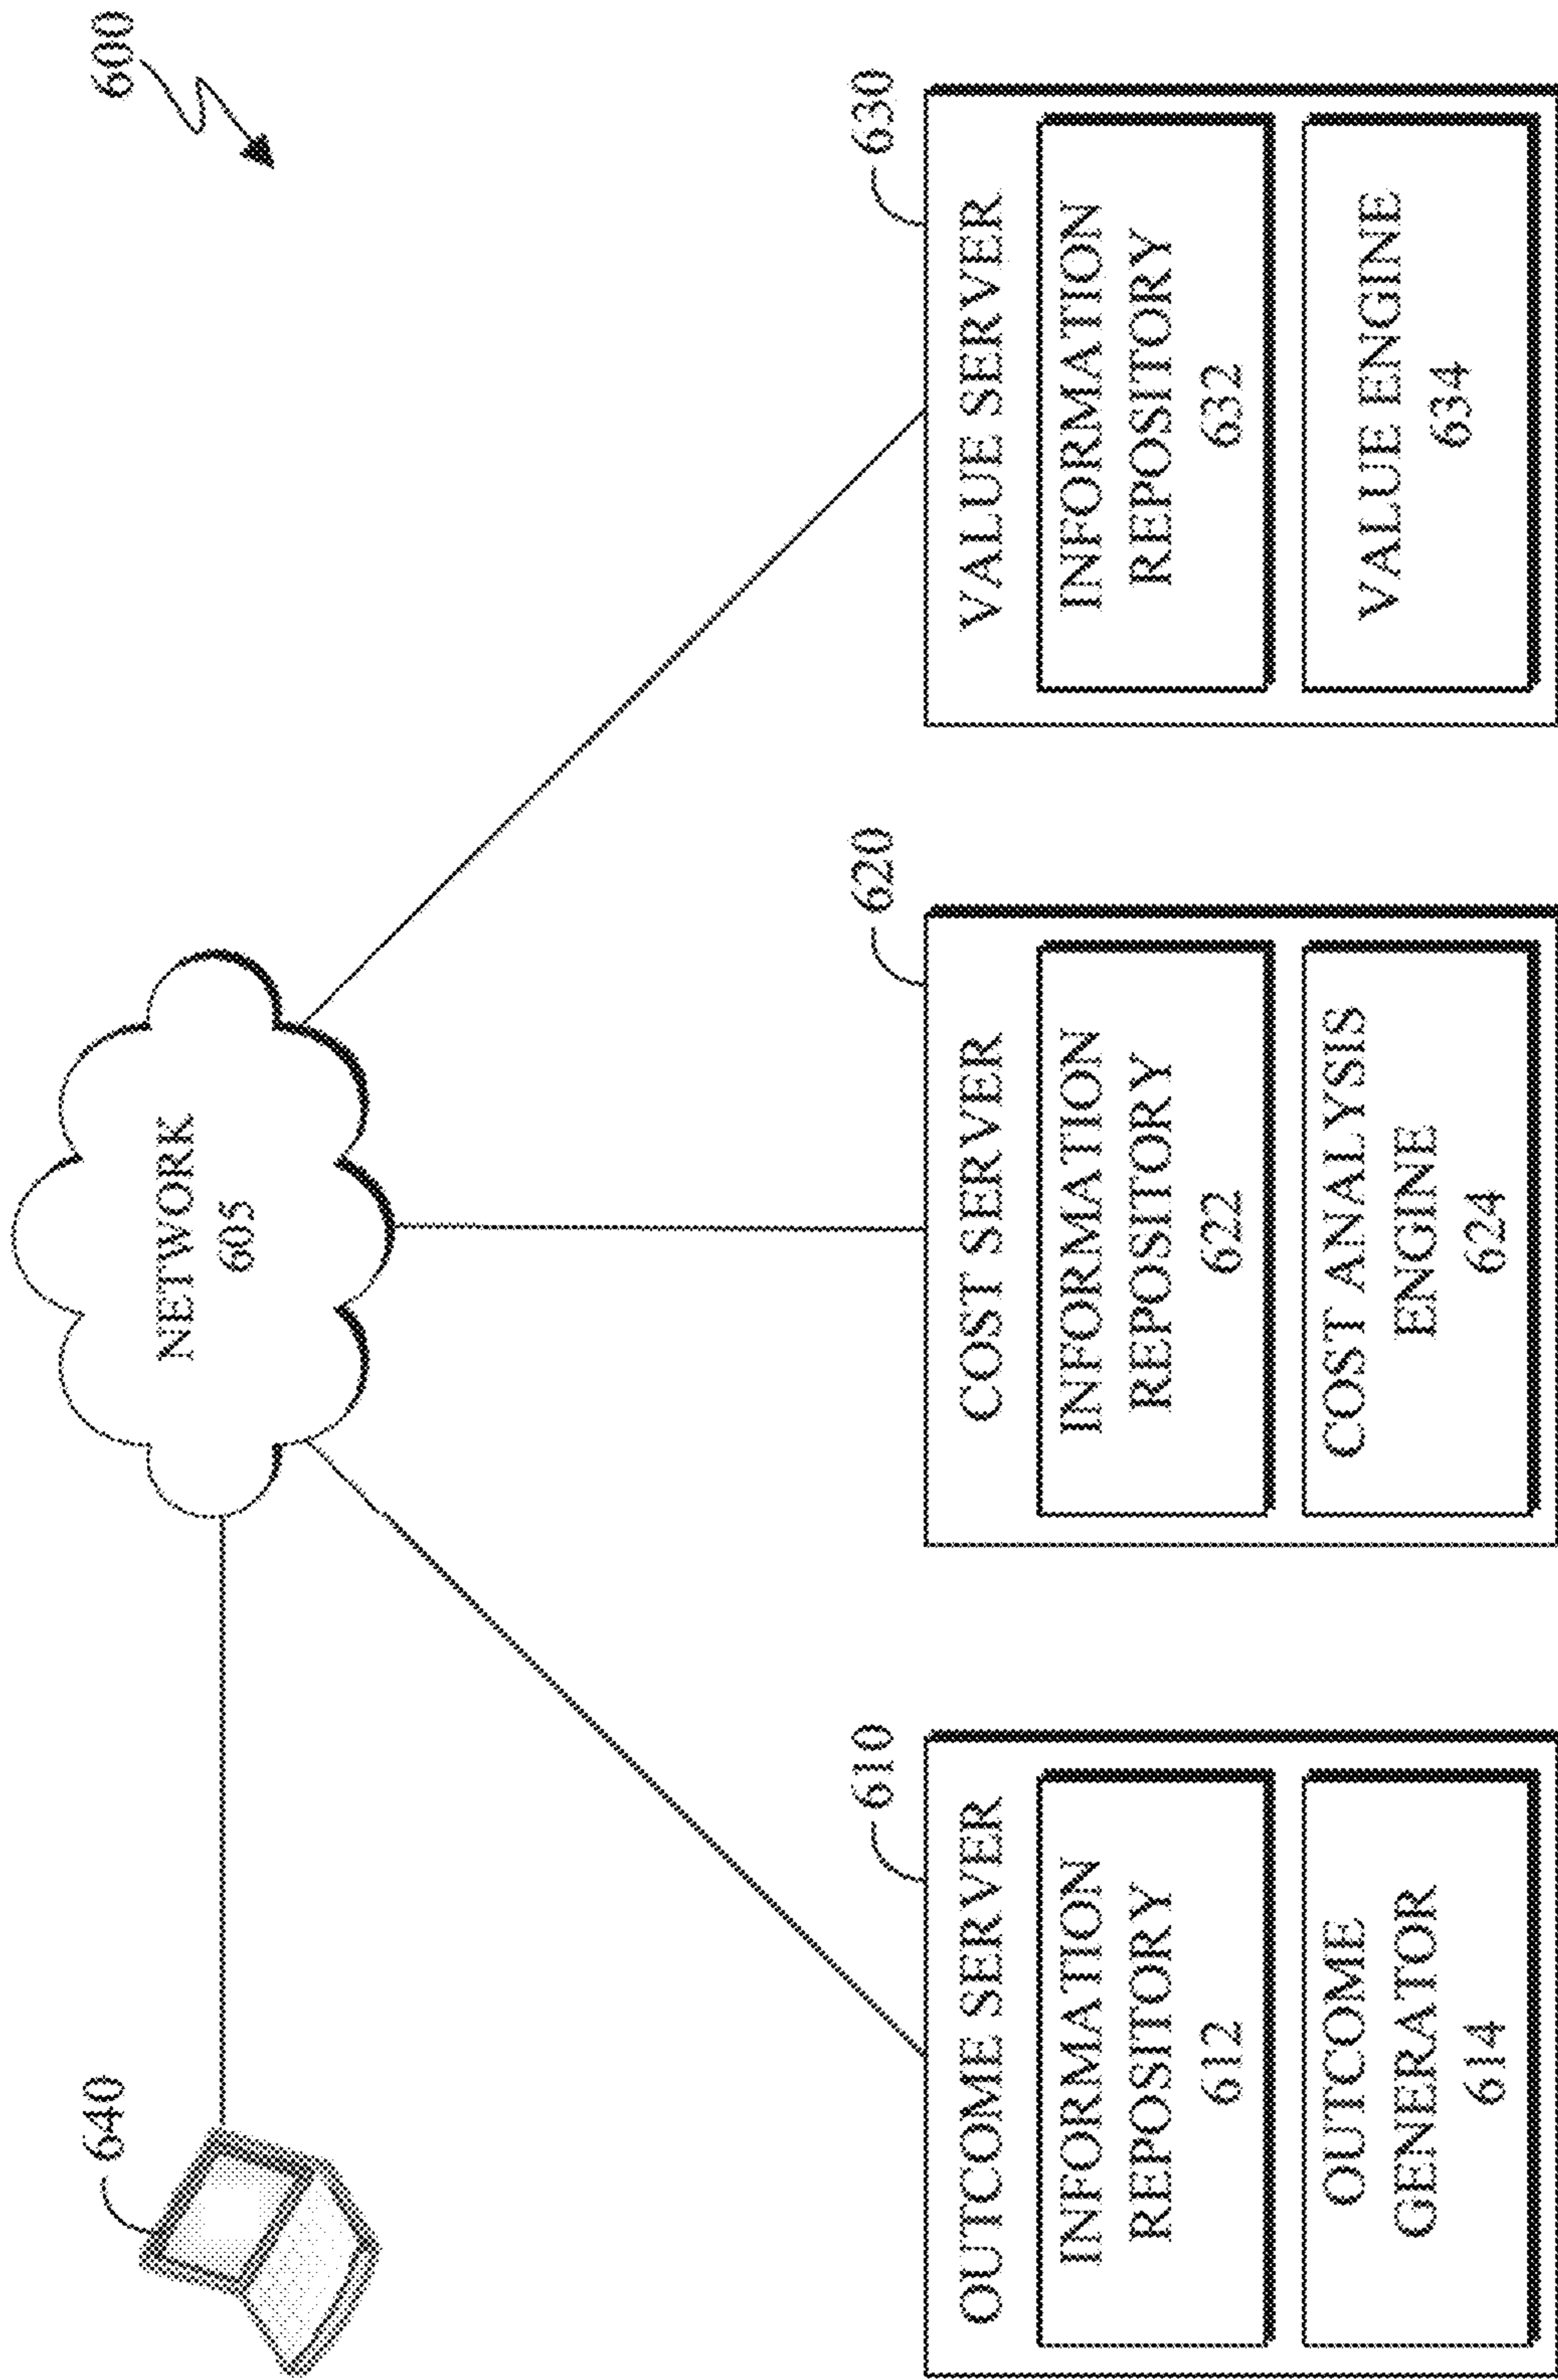 600
640
NETWORK
605
610
OUTCOME SERVER
INFORMATION
REPOSITORY
612
OUTCOME
GENERATOR
614
620
COST SERVER
INFORMATION
REPOSITORY
622
COST ANALYSIS
ENGINE
624
630
VALUE SERVER
INFORMATION
REPOSITORY
632
VALUE ENGINE
634